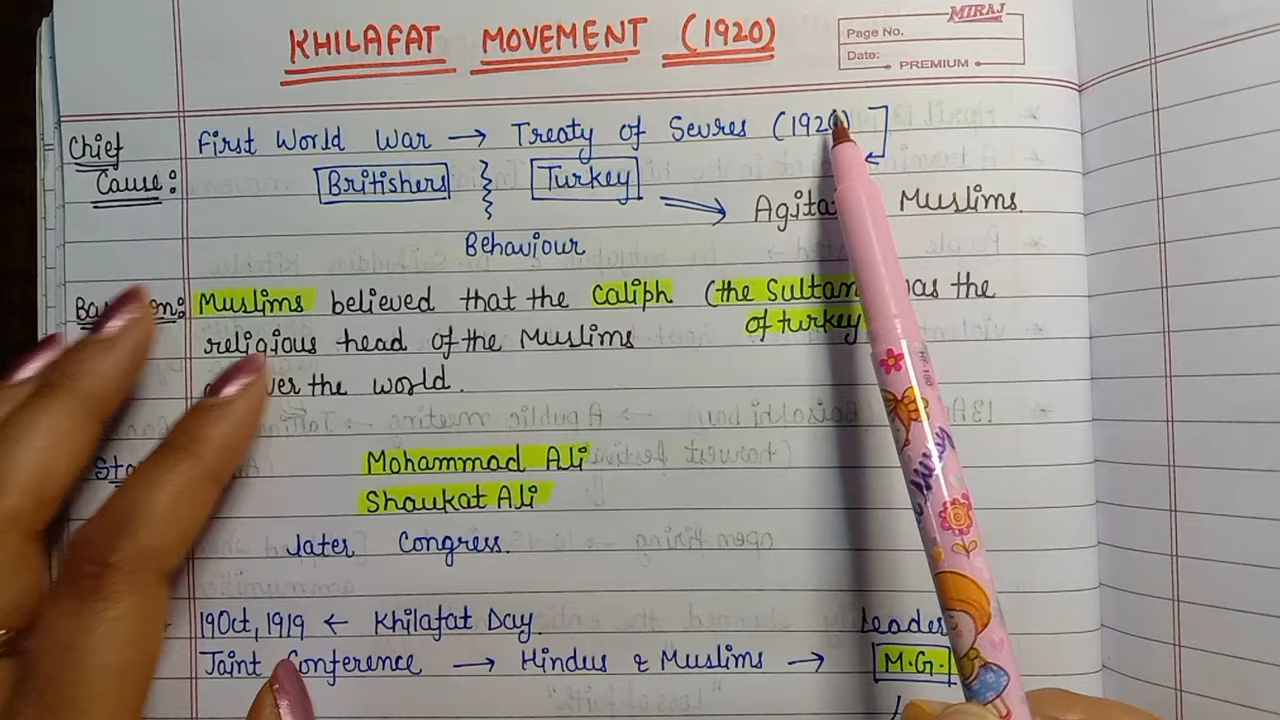 KHILAFAT MOVEMENT (1920)
MIRAJ
Page No.
Date:
PREMIUM
Chief Cause:
First World War → Treaty of Sevres (1920)
Britishers Turkey
Behaviour
⇒ Muslims.
Muslims believed that the Caliph (the Sultan of turkey the
religious head of the Muslims
the world.
Mohammad Ali
Shaukat Ali
later Congress.
19 Oct, 1919 ← Khilafat Day.
Joint Conference → Hindus & Muslims →
Leader
M.G.